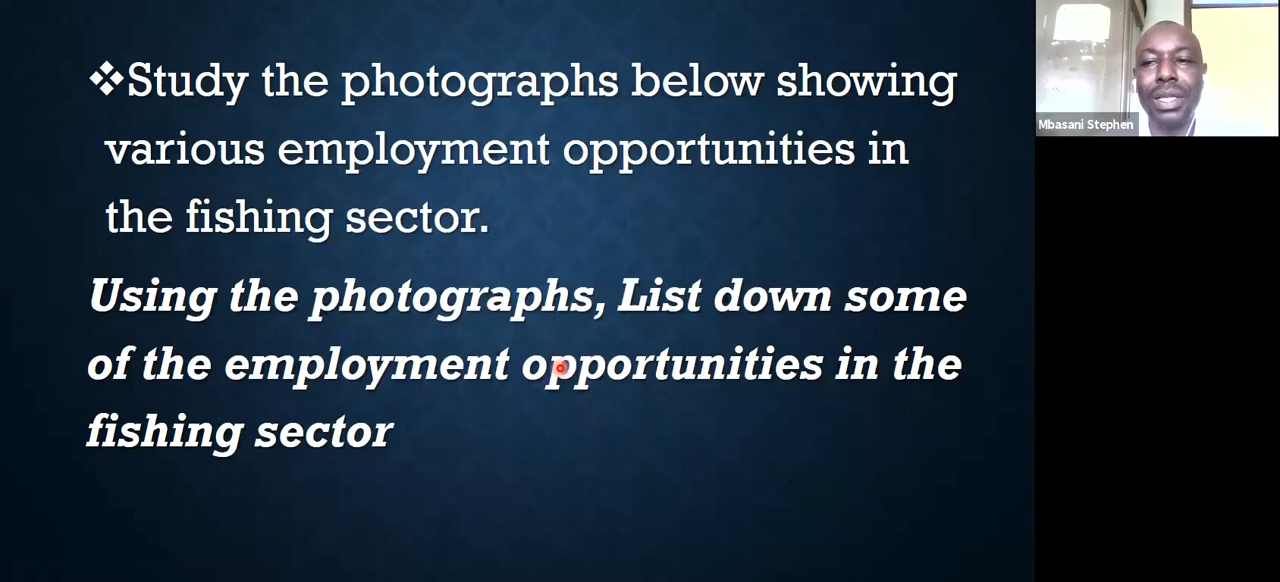 ❖Study the photographs below showing
various employment opportunities in
the fishing sector.
Using the photographs, List down some
of the employment opportunities in the
fishing sector
Mbasani Stephen